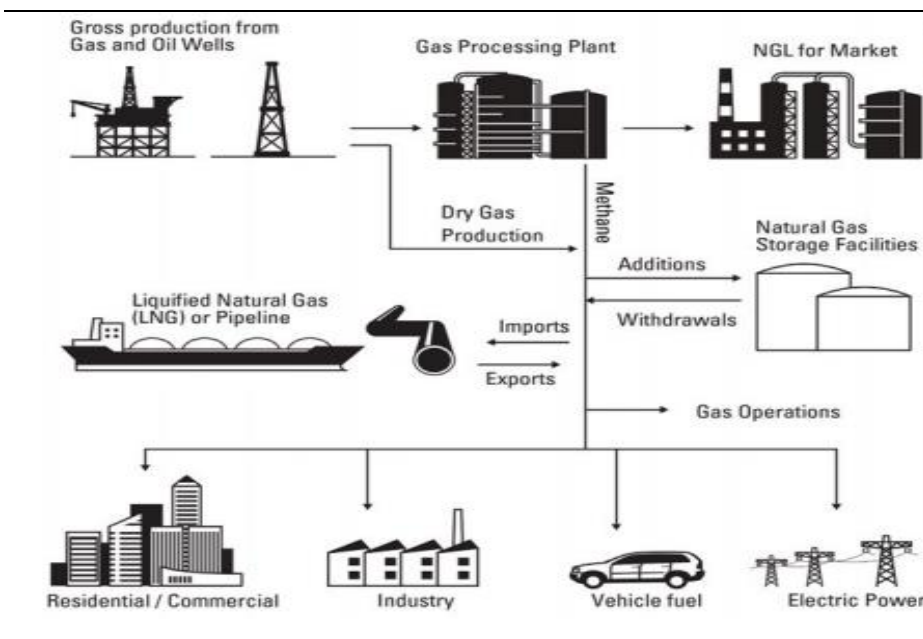 Gross production from
Gas and Oil Wells
Gas Processing Plant
NGL for Market
Methane
Dry Gas
Production
Natural Gas
Storage Facilities
Additions
Withdrawals
Liquified Natural Gas
(LNG) or Pipeline
Imports
Exports
Gas Operations
Residential / Commercial
Industry
Vehicle fuel
Electric Power